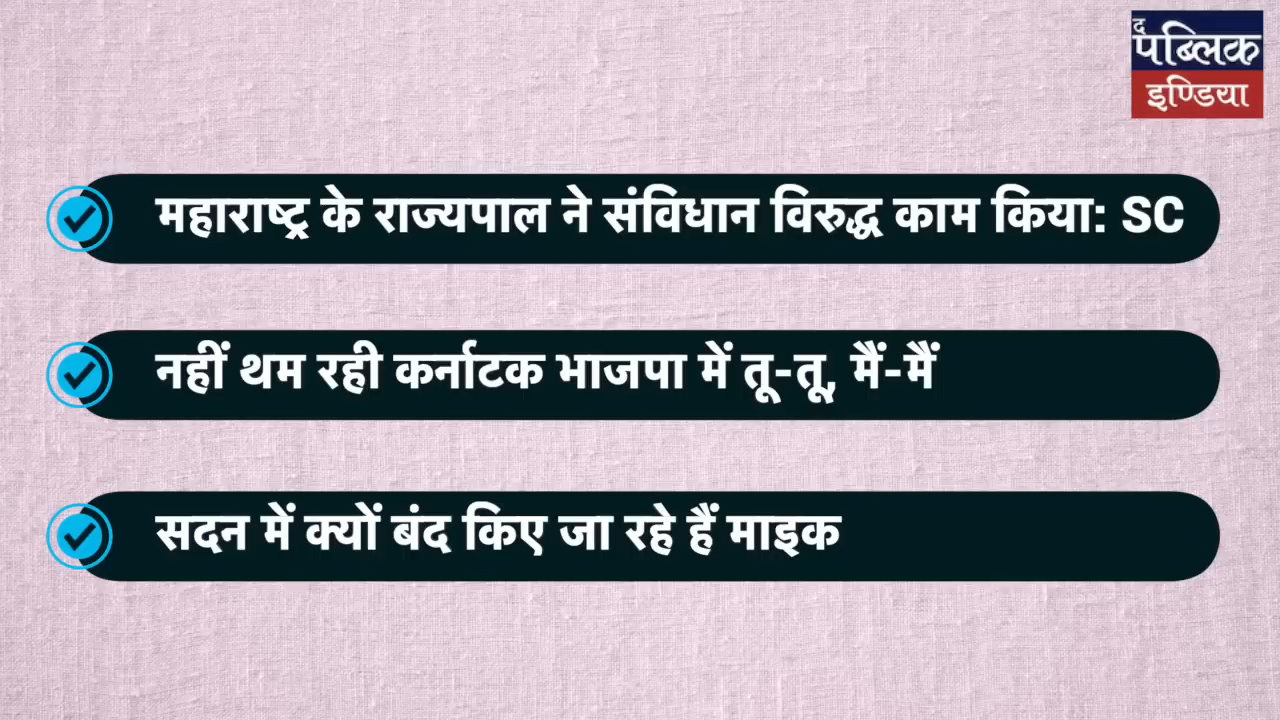 द
पब्लिक
इण्डिया
महाराष्ट्र के राज्यपाल ने संविधान विरुद्ध काम किया: SC
नहीं थम रही कर्नाटक भाजपा में तू-तू, मैं-मैं
सदन में क्यों बंद किए जा रहे हैं माइक